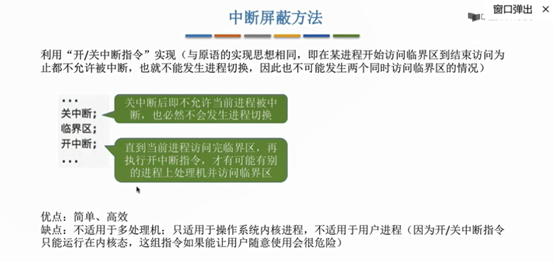 窗口弹出 ×
中断屏蔽方法
利用“开/关中断指令”实现（与原语的实现思想相同，即在某进程开始访问临界区到结束访问为
止都不允许被中断，也就不能发生进程切换，因此也不可能发生两个同时访问临界区的情况）
...
关中断;
临界区;
开中断;
...
关中断后即不允许当前进程被中
断，也必然不会发生进程切换
直到当前进程访问完临界区，再
执行开中断指令，才有可能有别
的进程上处理机并访问临界区
优点：简单、高效
缺点：不适用于多处理机；只适用于操作系统内核进程，不适用于用户进程（因为开/关中断指令
只能运行在内核态，这组指令如果能让用户随意使用会很危险）